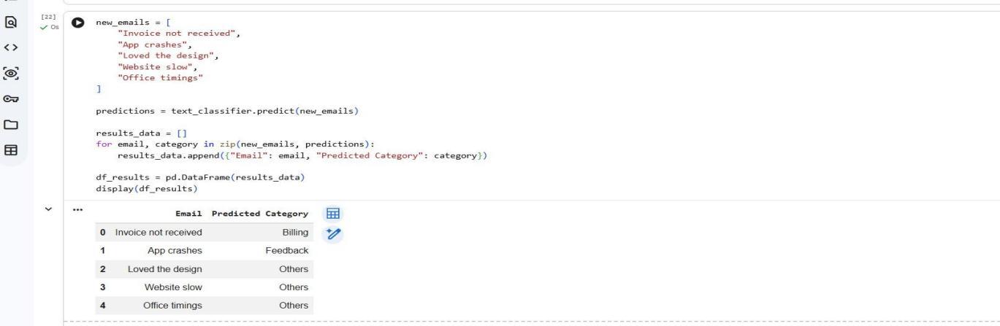 [22]
0s
new_emails = [
"Invoice not received",
"App crashes",
"Loved the design",
"Website slow",
"Office timings"
]
predictions = text_classifier.predict(new_emails)
results_data = []
for email, category in zip(new_emails, predictions):
results_data.append({"Email": email, "Predicted Category": category})
df_results = pd.DataFrame(results_data)
display(df_results)
Email Predicted Category
0 Invoice not received Billing
1 App crashes Feedback
2 Loved the design Others
3 Website slow Others
4 Office timings Others